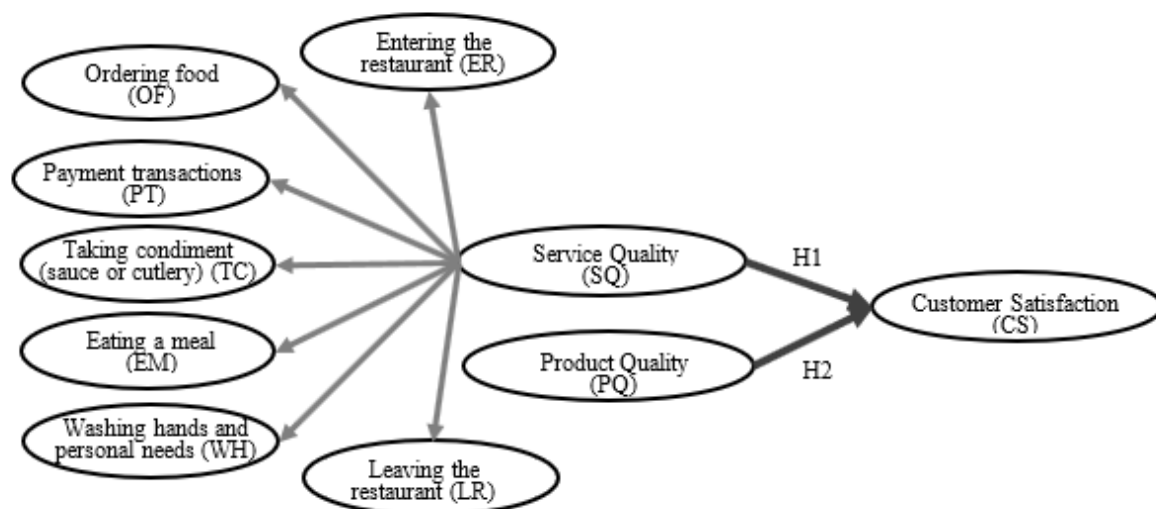 Entering the
restaurant (ER)
Ordering food
(OF)
Payment transactions
(PT)
Taking condiment
(sauce or cutlery) (TC)
Eating a meal
(EM)
Washing hands and
personal needs (WH)
Leaving the
restaurant (LR)
Service Quality
(SQ)
Product Quality
(PQ)
H1
H2
Customer Satisfaction
(CS)